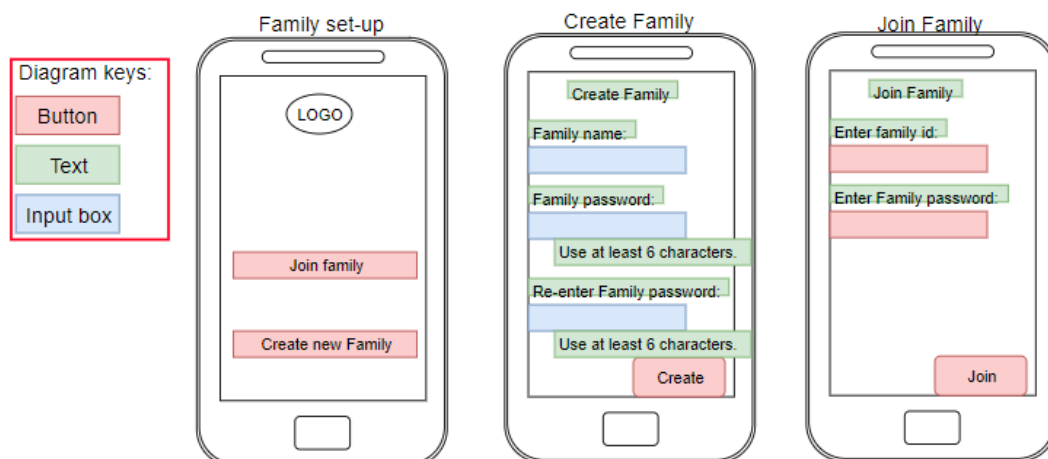 Family set-up
Create Family
Join Family
Diagram keys:
Button
Text
Input box
LOGO
Join family
Create new Family
Create Family
Family name:
Family password:
Use at least 6 characters.
Re-enter Family password:
Use at least 6 characters.
Create
Join Family
Enter family id:
Enter Family password:
Join